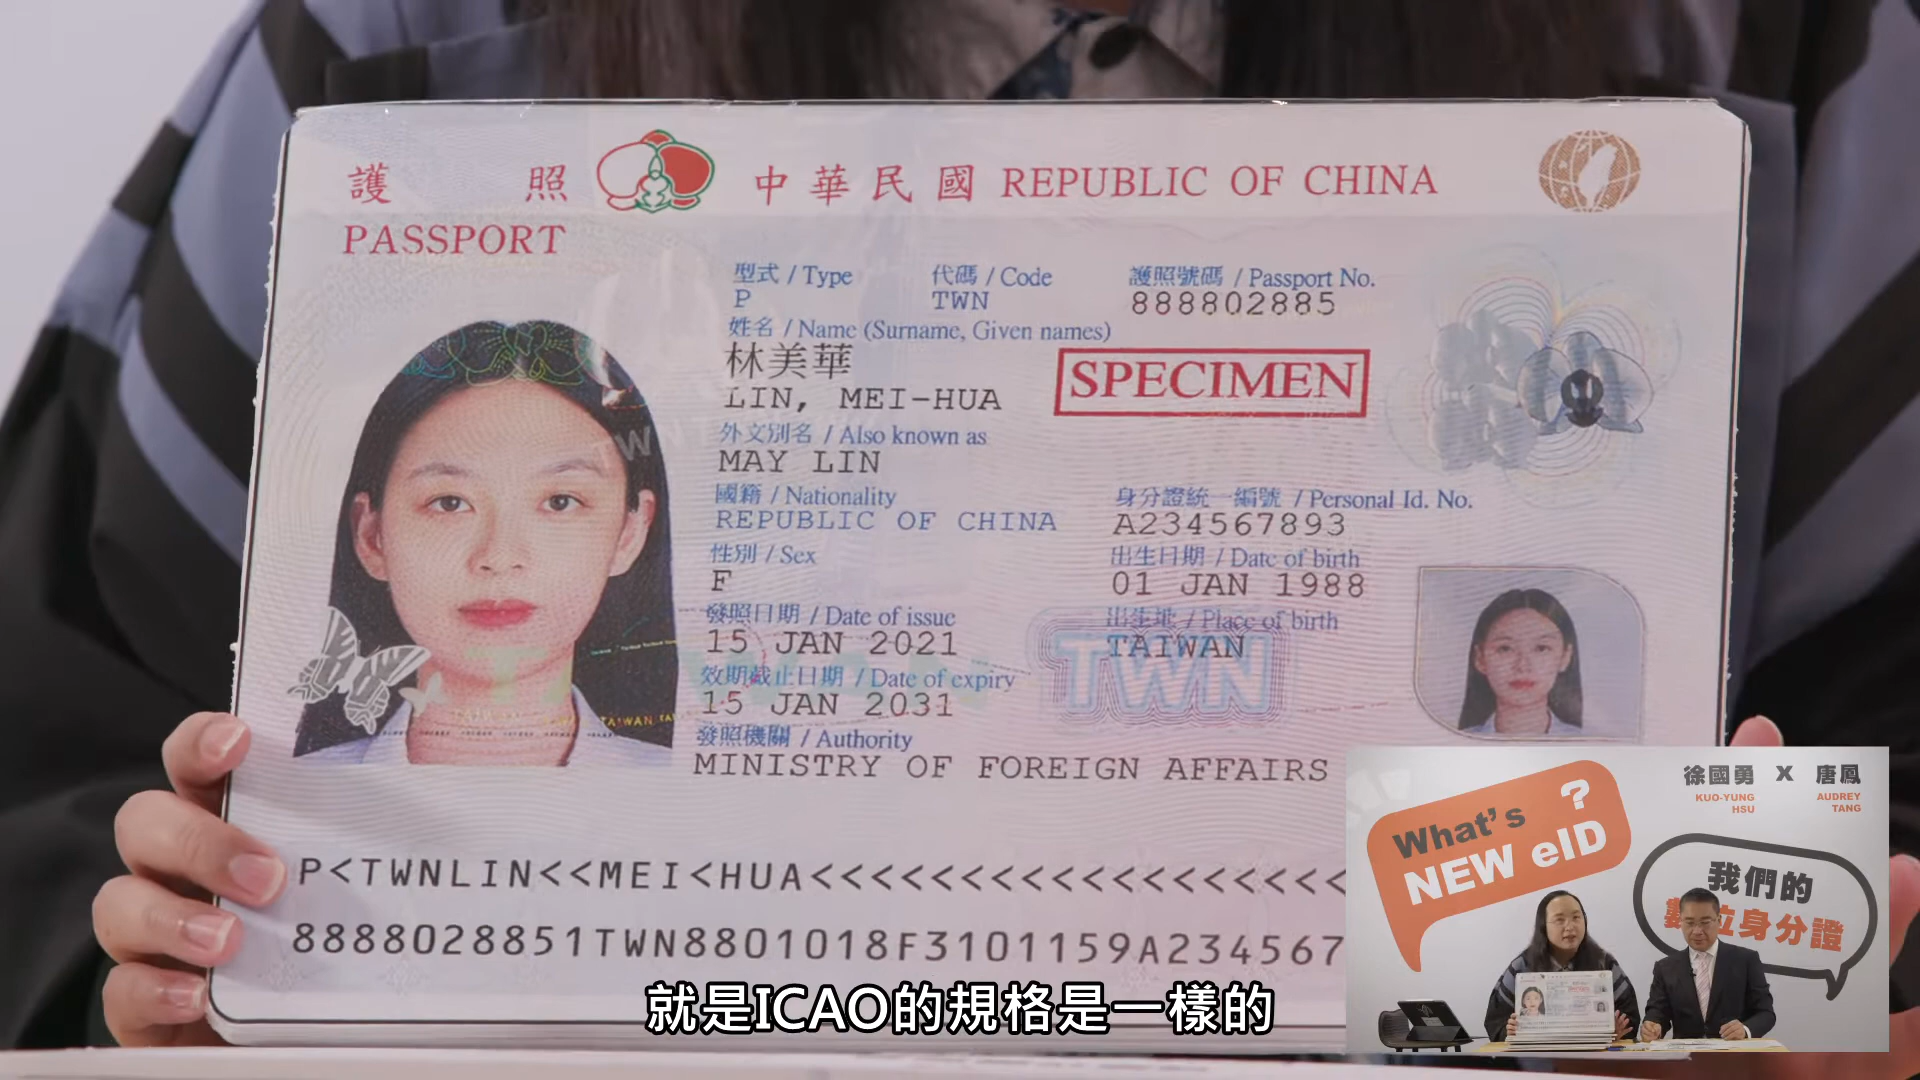 護照 中華民國 REPUBLIC OF CHINA
PASSPORT
型式 / Type 代碼 / Code 護照號碼 / Passport No.
P TWN 888802885
姓名 / Name (Surname, Given names)
林美華
LIN, MEI-HUA
SPECIMEN
外文別名 / Also known as
MAY LIN
國籍 / Nationality 身分證統一編號 / Personal Id. No.
REPUBLIC OF CHINA A234567893
性別 / Sex 出生日期 / Date of birth
F 01 JAN 1988
發照日期 / Date of issue 出生地 / Place of birth
15 JAN 2021 TAIWAN
TWN
效期截止日期 / Date of expiry
15 JAN 2031
發照機關 / Authority
MINISTRY OF FOREIGN AFFAIRS
P<TWNLIN<<MEI<HUA<<<<<<<<<<<<<<<<<<
8888028851TWN8801018F3101159A234567
就是ICAO的規格是一樣的
徐國勇 X 唐鳳
KUO-YUNG HSU
AUDREY TANG
What's
NEW eID
?
我們的
數位身分證